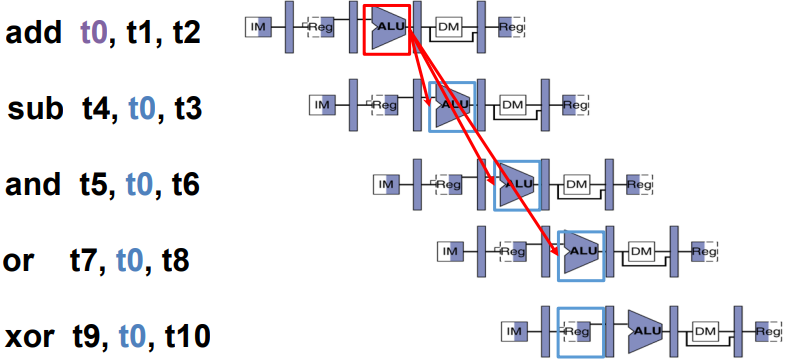 add t0, t1, t2 IM Reg ALU DM Reg
sub t4, t0, t3 IM Reg ALU DM Reg
and t5, t0, t6 IM Reg ALU DM Reg
or t7, t0, t8 IM Reg ALU DM Reg
xor t9, t0, t10 IM Reg ALU DM Reg